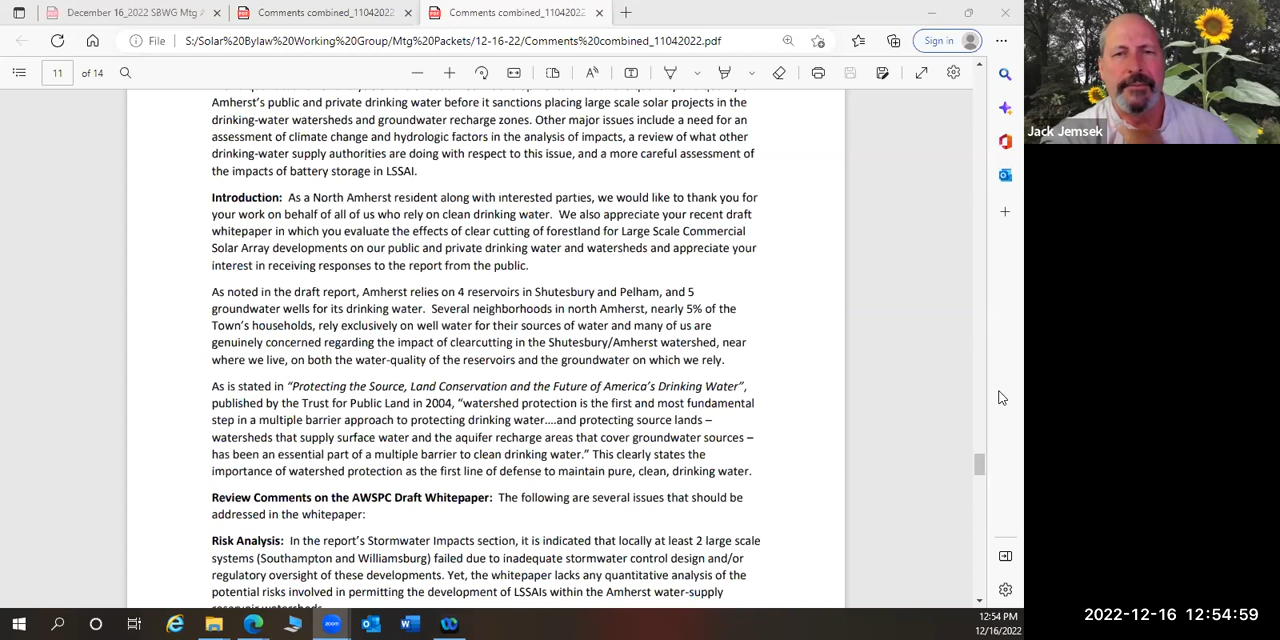 December 16_2022 SBWG Mtg A
Comments combined_11042022
Comments combined_11042022
File
S:/Solar%20Bylaw%20Working%20Group/Mtg%20Packets/12-16-22/Comments%20combined_11042022.pdf
Sign in
11 of 14
Amherst's public and private drinking water before it sanctions placing large scale solar projects in the
drinking-water watersheds and groundwater recharge zones. Other major issues include a need for an
assessment of climate change and hydrologic factors in the analysis of impacts, a review of what other
drinking-water supply authorities are doing with respect to this issue, and a more careful assessment of
the impacts of battery storage in LSSAI.
Introduction: As a North Amherst resident along with interested parties, we would like to thank you for
your work on behalf of all of us who rely on clean drinking water. We also appreciate your recent draft
whitepaper in which you evaluate the effects of clear cutting of forestland for Large Scale Commercial
Solar Array developments on our public and private drinking water and watersheds and appreciate your
interest in receiving responses to the report from the public.
As noted in the draft report, Amherst relies on 4 reservoirs in Shutesbury and Pelham, and 5
groundwater wells for its drinking water. Several neighborhoods in north Amherst, nearly 5% of the
Town's households, rely exclusively on well water for their sources of water and many of us are
genuinely concerned regarding the impact of clearcutting in the Shutesbury/Amherst watershed, near
where we live, on both the water-quality of the reservoirs and the groundwater on which we rely.
As is stated in "Protecting the Source, Land Conservation and the Future of America's Drinking Water",
published by the Trust for Public Land in 2004, "watershed protection is the first and most fundamental
step in a multiple barrier approach to protecting drinking water....and protecting source lands –
watersheds that supply surface water and the aquifer recharge areas that cover groundwater sources –
has been an essential part of a multiple barrier to clean drinking water." This clearly states the
importance of watershed protection as the first line of defense to maintain pure, clean, drinking water.
Review Comments on the AWSPC Draft Whitepaper: The following are several issues that should be
addressed in the whitepaper:
Risk Analysis: In the report's Stormwater Impacts section, it is indicated that locally at least 2 large scale
systems (Southampton and Williamsburg) failed due to inadequate stormwater control design and/or
regulatory oversight of these developments. Yet, the whitepaper lacks any quantitative analysis of the
potential risks involved in permitting the development of LSSAIs within the Amherst water-supply
reservoir watersheds.
Jack Jemsek
12:54 PM
12/16/2022
2022-12-16 12:54:59